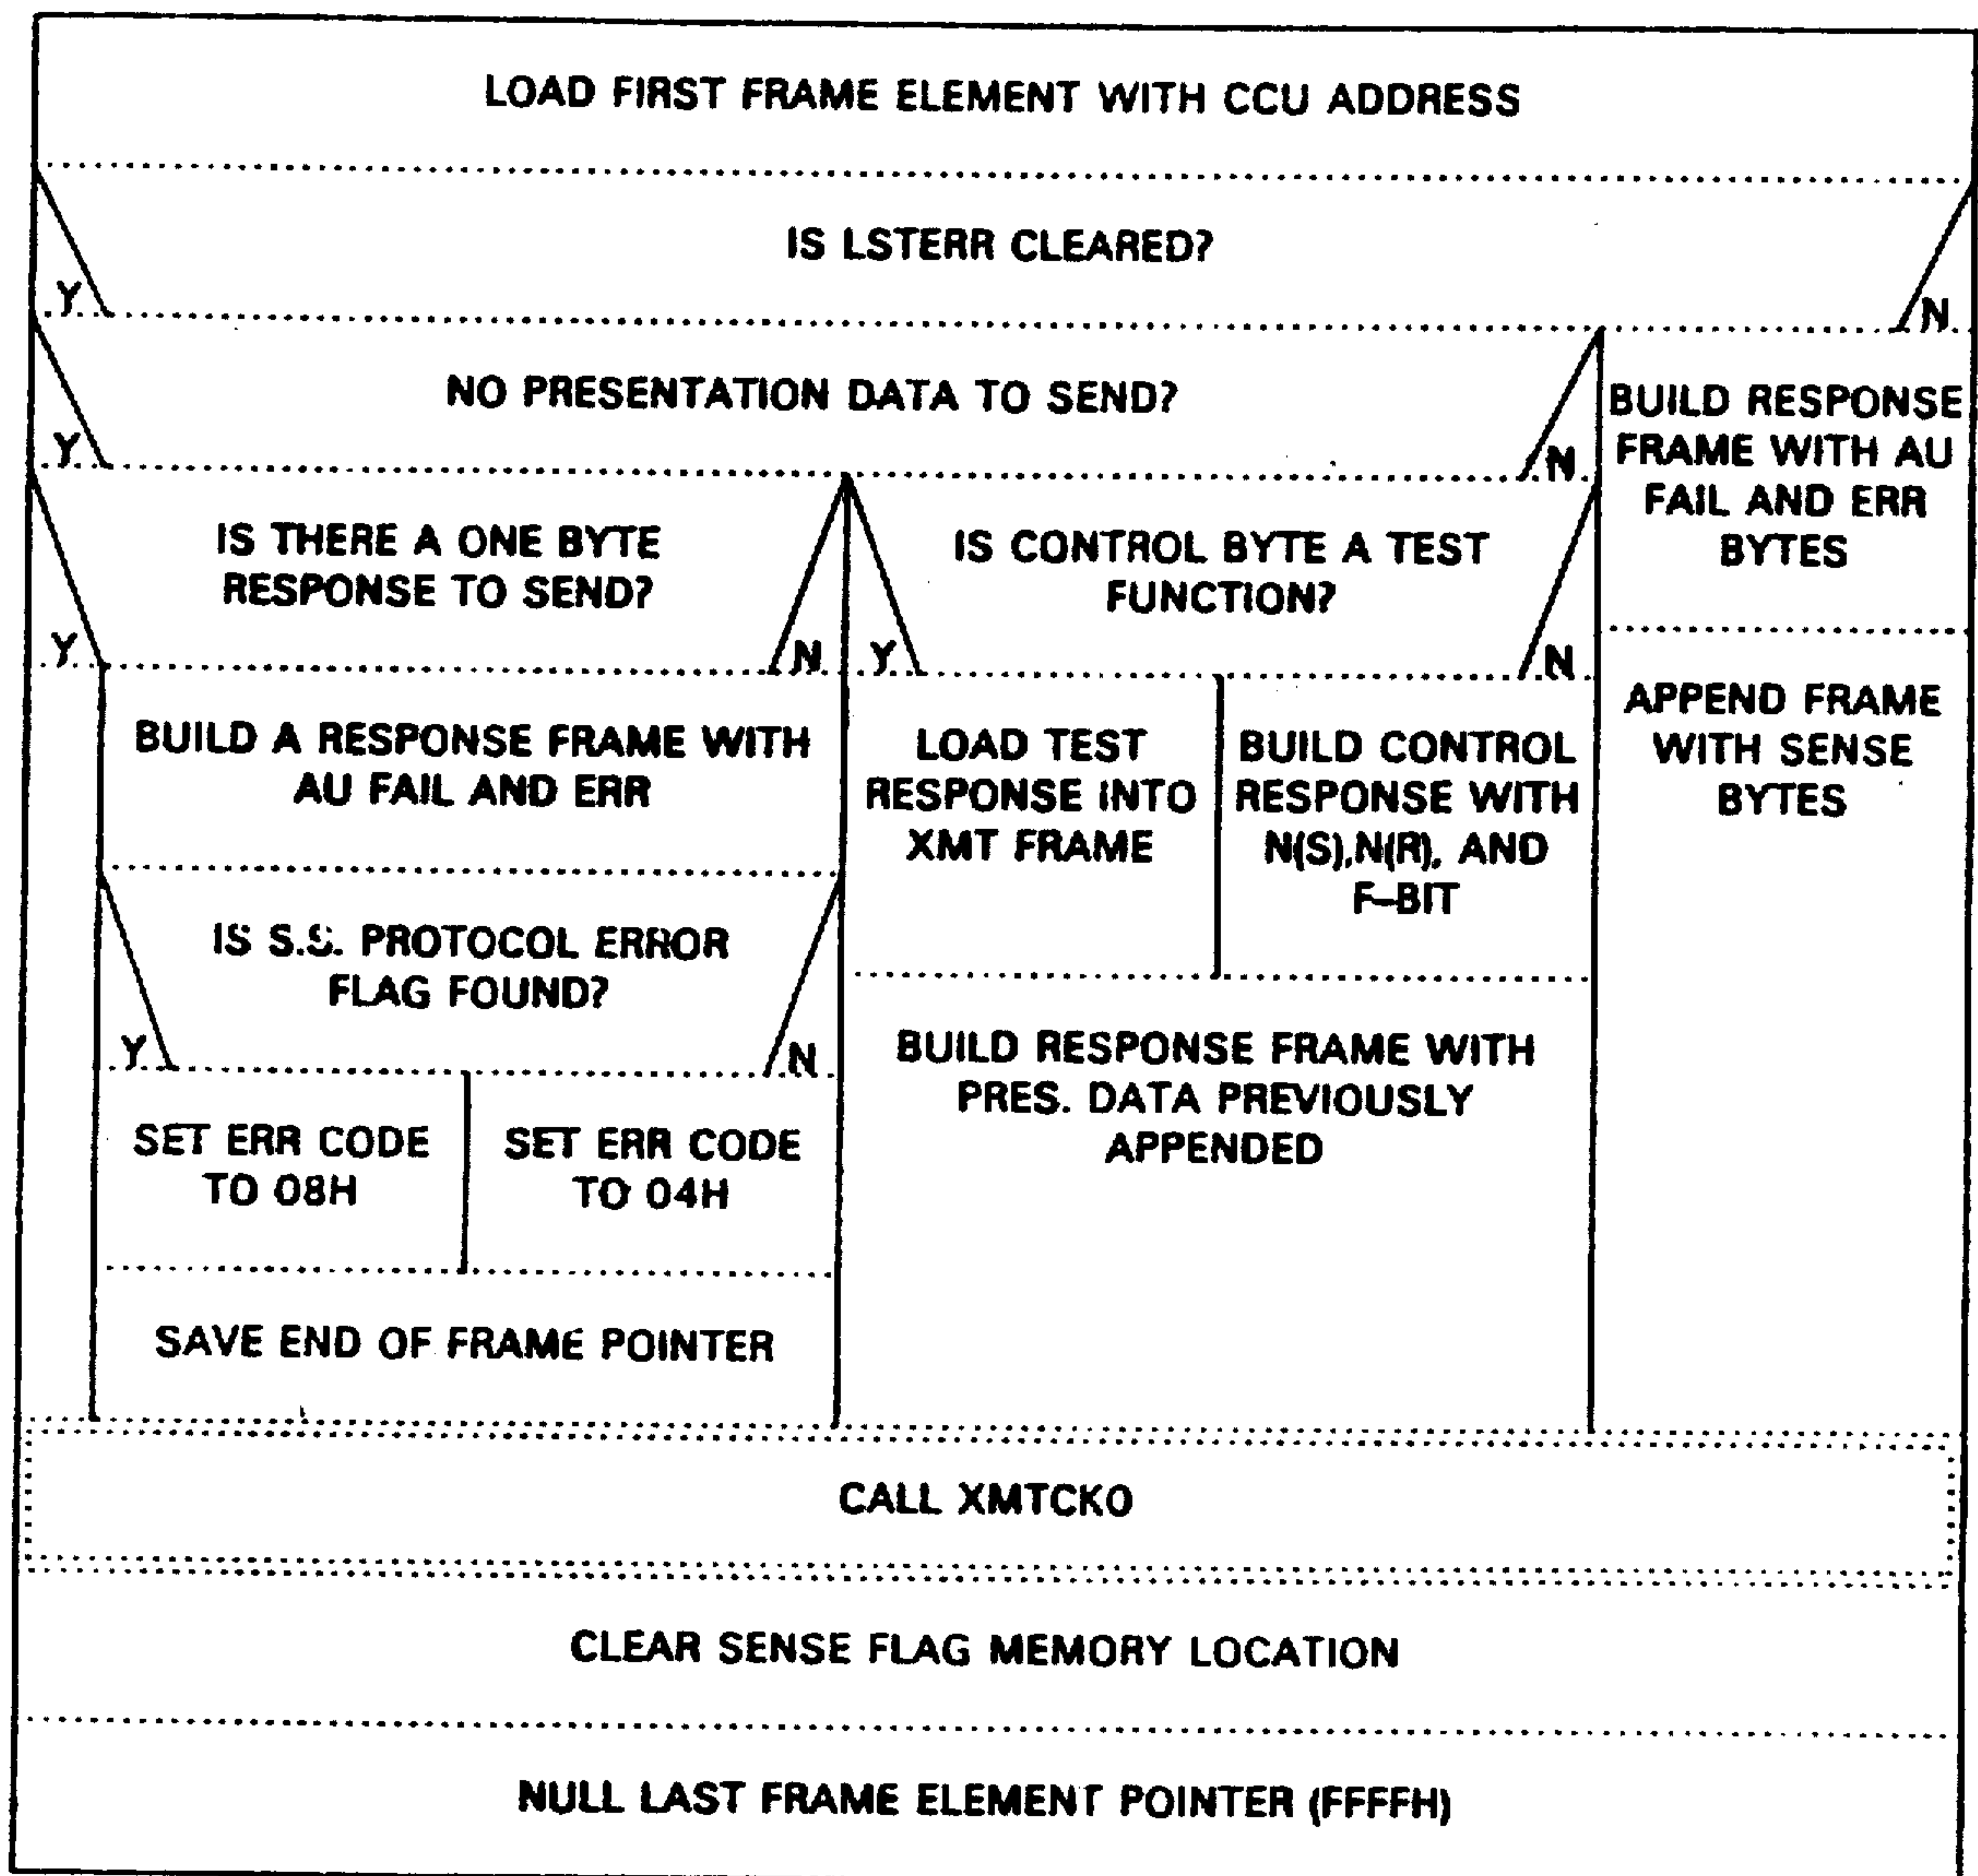 LOAD FIRST FRAME ELEMENT WITH CCU ADDRESS
IS LSTERR CLEARED?
Y
N
NO PRESENTATION DATA TO SEND?
Y
N
BUILD RESPONSE
FRAME WITH AU
FAIL AND ERR
BYTES
IS THERE A ONE BYTE
RESPONSE TO SEND?
Y
N
IS CONTROL BYTE A TEST
FUNCTION?
Y
N
APPEND FRAME
WITH SENSE
BYTES
BUILD A RESPONSE FRAME WITH
AU FAIL AND ERR
LOAD TEST
RESPONSE INTO
XMT FRAME
BUILD CONTROL
RESPONSE WITH
N(S),N(R), AND
F-BIT
IS S.S. PROTOCOL ERROR
FLAG FOUND?
Y
N
BUILD RESPONSE FRAME WITH
PRES. DATA PREVIOUSLY
APPENDED
SET ERR CODE
TO 08H
SET ERR CODE
TO 04H
SAVE END OF FRAME POINTER
CALL XMTCK0
CLEAR SENSE FLAG MEMORY LOCATION
NULL LAST FRAME ELEMENT POINTER (FFFFH)